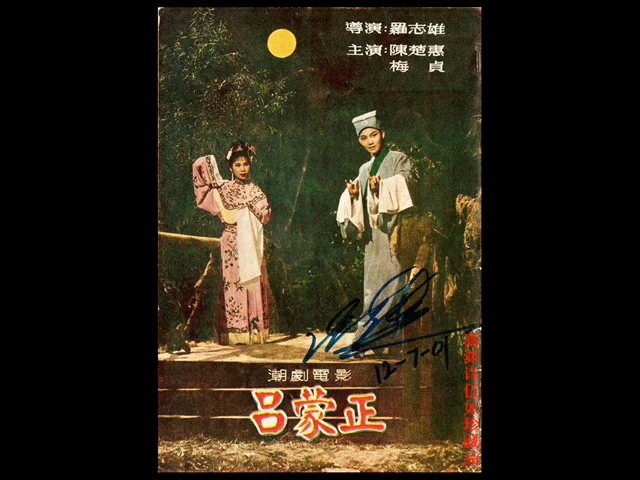 導演:羅志雄
主演:陳楚惠
梅貞
12-7-01
潮劇電影
呂蒙正